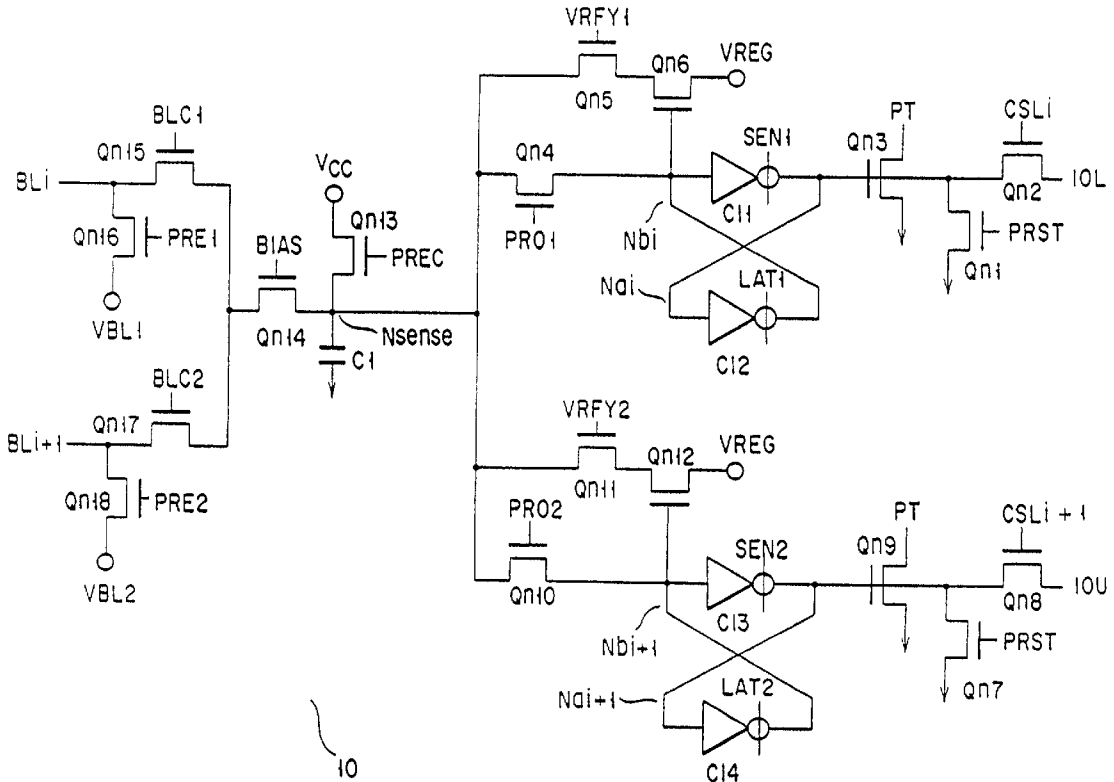 VRFY1
VREG
Qn6
Qn5
BLC1
Qn15
BLi
Qn16
PRE1
VBL1
VCC
Qn13
PREC
BIAS
Qn14
Nsense
C1
Qn4
PRO1
SEN1
CI1
Nbi
Nai
LAT1
CI2
PT
Qn3
CSLi
Qn2
IOL
PRST
Qn1
BLC2
Qn17
BLi+1
Qn18
PRE2
VBL2
VRFY2
Qn12
VREG
Qn11
PRO2
Qn10
SEN2
CI3
Nbi+1
Nai+1
LAT2
CI4
PT
Qn9
CSLi+1
Qn8
IOU
PRST
Qn7
10